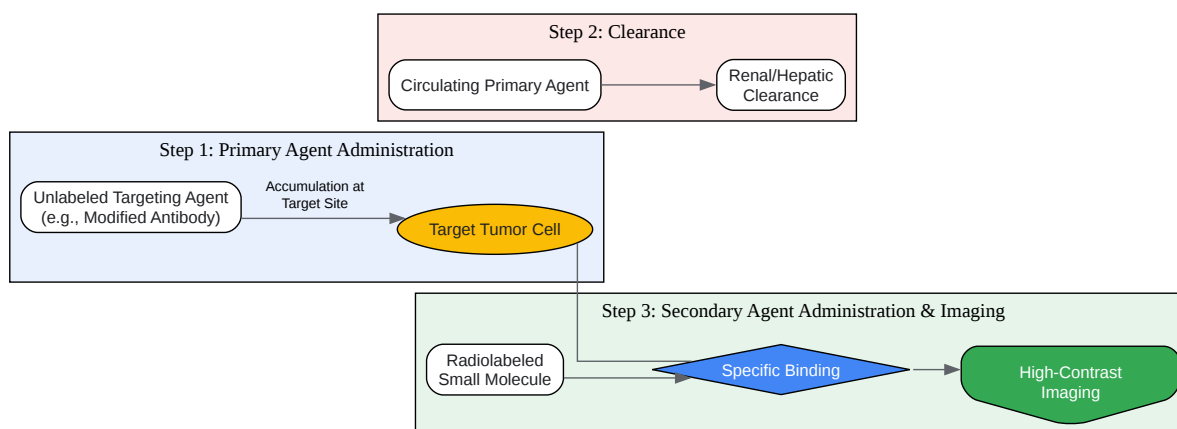 Step 2: Clearance
Circulating Primary Agent
Renal/Hepatic
Clearance
Step 1: Primary Agent Administration
Unlabeled Targeting Agent
(e.g., Modified Antibody)
Accumulation at
Target Site
Target Tumor Cell
Step 3: Secondary Agent Administration & Imaging
Radiolabeled
Small Molecule
Specific Binding
High-Contrast
Imaging